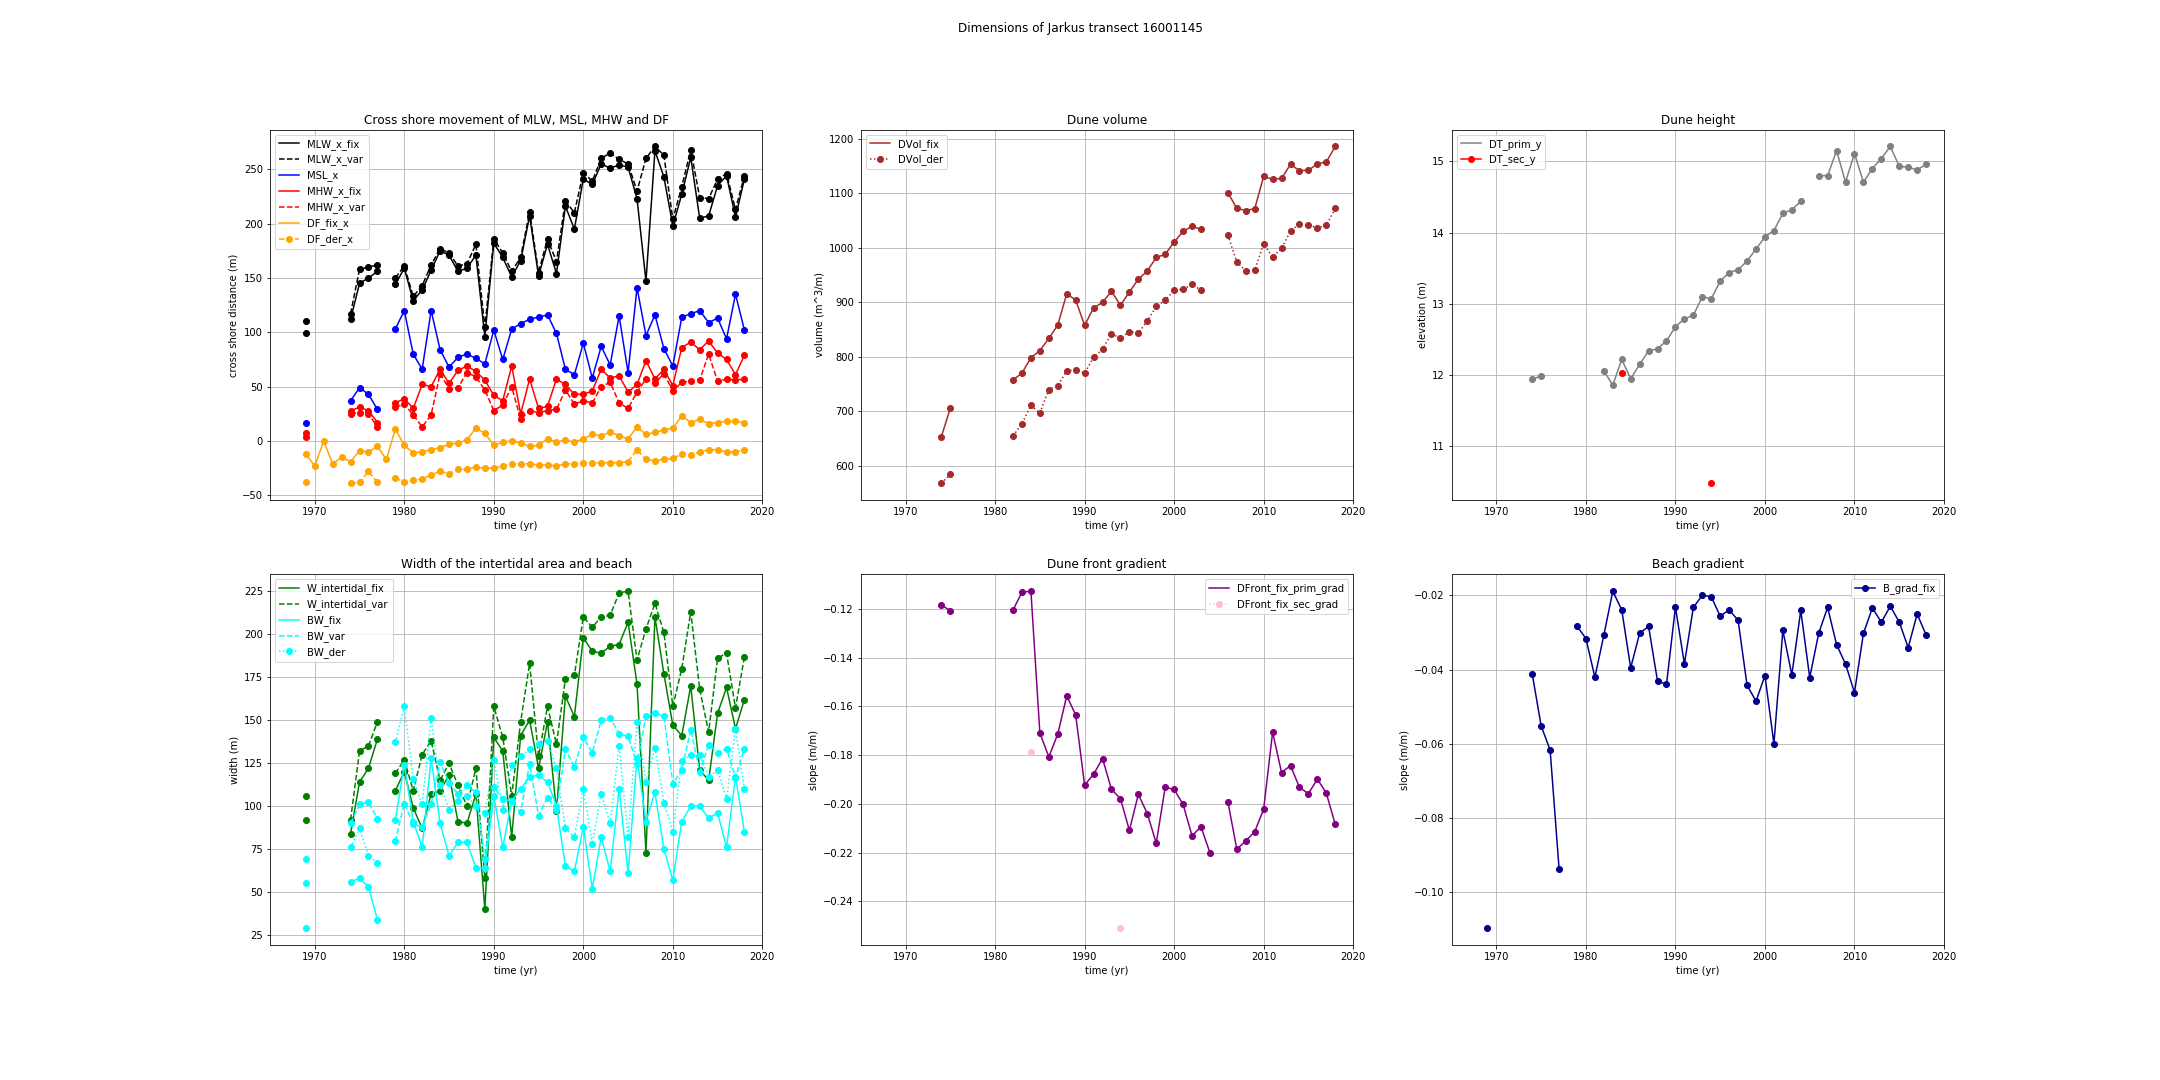 Dimensions of Jarkus transect 16001145
Cross shore movement of MLW, MSL, MHW and DF
MLW_x_fix
MLW_x_var
MSL_x
MHW_x_fix
MHW_x_var
DF_fix_x
DF_der_x
250
200
150
100
50
0
−50
cross shore distance (m)
1970 1980 1990 2000 2010 2020
time (yr)
Dune volume
DVol_fix
DVol_der
1200
1100
1000
900
800
700
600
volume (m^3/m)
1970 1980 1990 2000 2010 2020
time (yr)
Dune height
DT_prim_y
DT_sec_y
15
14
13
12
11
elevation (m)
1970 1980 1990 2000 2010 2020
time (yr)
Width of the intertidal area and beach
W_intertidal_fix
W_intertidal_var
BW_fix
BW_var
BW_der
225
200
175
150
125
100
75
50
25
width (m)
1970 1980 1990 2000 2010 2020
time (yr)
Dune front gradient
DFront_fix_prim_grad
DFront_fix_sec_grad
−0.12
−0.14
−0.16
−0.18
−0.20
−0.22
−0.24
slope (m/m)
1970 1980 1990 2000 2010 2020
time (yr)
Beach gradient
B_grad_fix
−0.02
−0.04
−0.06
−0.08
−0.10
slope (m/m)
1970 1980 1990 2000 2010 2020
time (yr)